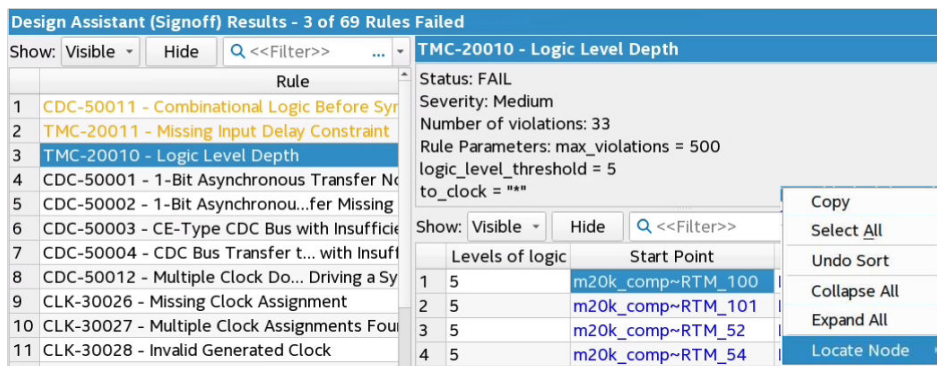 Design Assistant (Signoff) Results - 3 of 69 Rules Failed
Show: Visible Hide <<Filter>> ...
Rule
1 CDC-50011 - Combinational Logic Before Syr
2 TMC-20011 - Missing Input Delay Constraint
3 TMC-20010 - Logic Level Depth
4 CDC-50001 - 1-Bit Asynchronous Transfer No
5 CDC-50002 - 1-Bit Asynchronou...fer Missing
6 CDC-50003 - CE-Type CDC Bus with Insufficie
7 CDC-50004 - CDC Bus Transfer t... with Insuff
8 CDC-50012 - Multiple Clock Do... Driving a Sy
9 CLK-30026 - Missing Clock Assignment
10 CLK-30027 - Multiple Clock Assignments Four
11 CLK-30028 - Invalid Generated Clock
TMC-20010 - Logic Level Depth
Status: FAIL
Severity: Medium
Number of violations: 33
Rule Parameters: max_violations = 500
logic_level_threshold = 5
to_clock = "*"
Show: Visible Hide <<Filter>>
Levels of logic Start Point
1 5 m20k_comp~RTM_100
2 5 m20k_comp~RTM_101
3 5 m20k_comp~RTM_52
4 5 m20k_comp~RTM_54
Copy
Select All
Undo Sort
Collapse All
Expand All
Locate Node